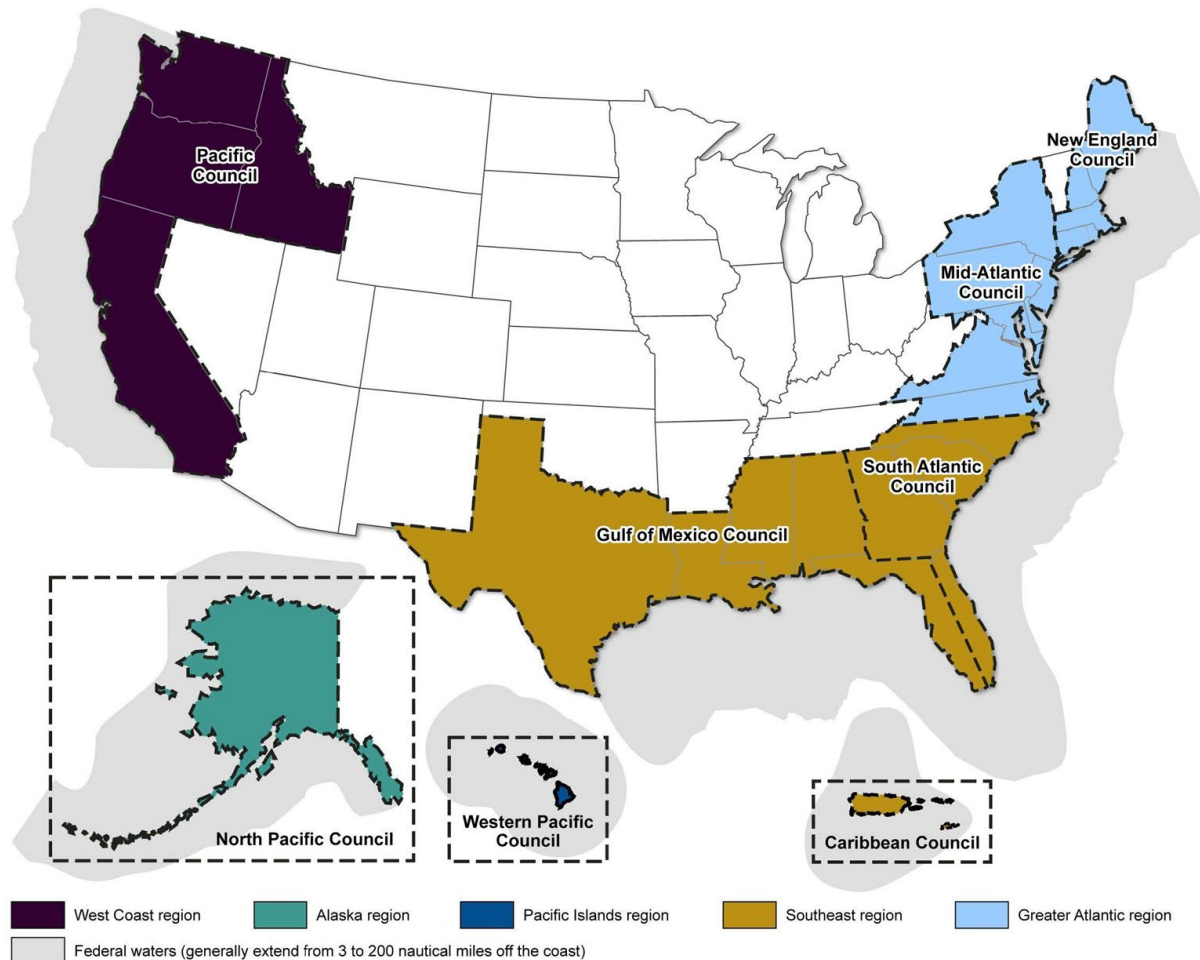 New England
Council
Pacific
Council
Mid-Atlantic
Council
South Atlantic
Council
Gulf of Mexico Council
North Pacific Council
Western Pacific
Council
Caribbean Council
West Coast region
Alaska region
Pacific Islands region
Southeast region
Greater Atlantic region
Federal waters (generally extend from 3 to 200 nautical miles off the coast)